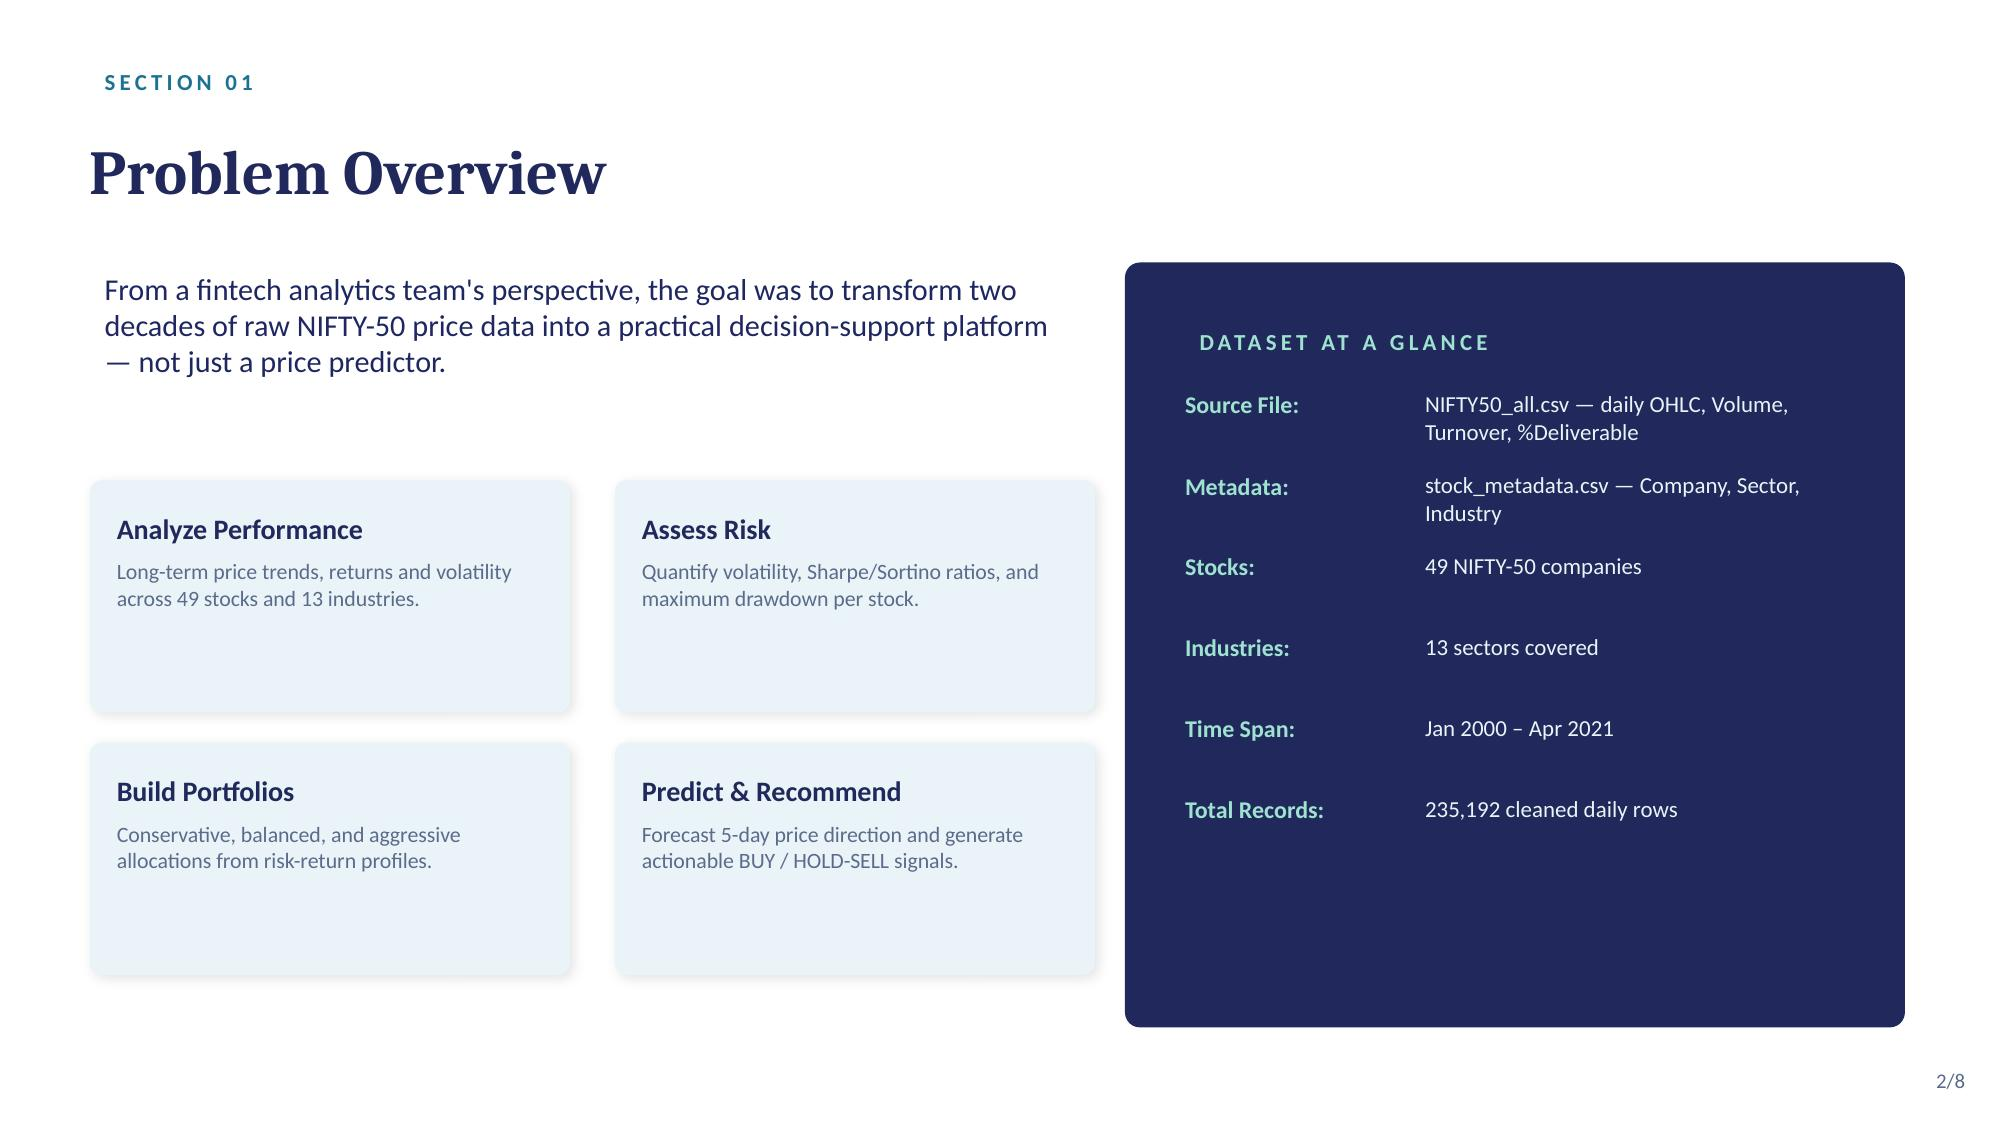 SECTION 01
Problem Overview
From a fintech analytics team's perspective, the goal was to transform two
decades of raw NIFTY-50 price data into a practical decision-support platform
— not just a price predictor.
Analyze Performance
Long-term price trends, returns and volatility
across 49 stocks and 13 industries.
Assess Risk
Quantify volatility, Sharpe/Sortino ratios, and
maximum drawdown per stock.
Build Portfolios
Conservative, balanced, and aggressive
allocations from risk-return profiles.
Predict & Recommend
Forecast 5-day price direction and generate
actionable BUY / HOLD-SELL signals.
DATASET AT A GLANCE
Source File: NIFTY50_all.csv — daily OHLC, Volume,
Turnover, %Deliverable
Metadata: stock_metadata.csv — Company, Sector,
Industry
Stocks: 49 NIFTY-50 companies
Industries: 13 sectors covered
Time Span: Jan 2000 – Apr 2021
Total Records: 235,192 cleaned daily rows
2/8